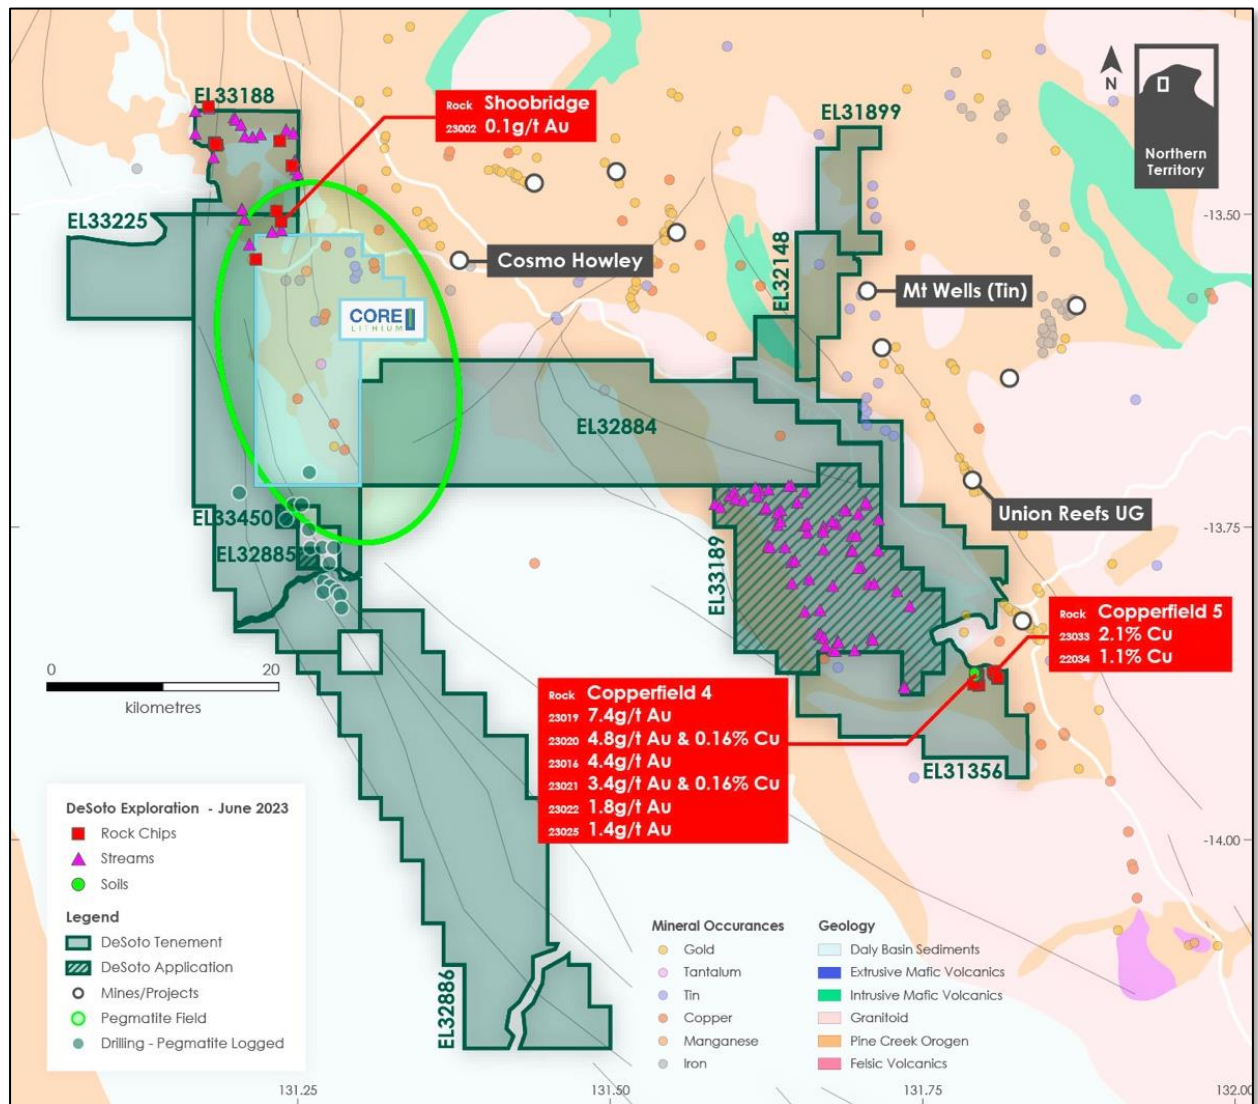 EL33188
Rock Shoobridge
23002 0.1g/t Au
EL31899
N
Northern
Territory
EL33225
-13.50
EL32148
Cosmo Howley
Mt Wells (Tin)
CORE
LITHIUM
EL32884
Union Reefs UG
EL33450
-13.75
EL32885
EL33189
Rock Copperfield 5
23033 2.1% Cu
22034 1.1% Cu
0 20
kilometres
Rock Copperfield 4
23019 7.4g/t Au
23020 4.8g/t Au & 0.16% Cu
23016 4.4g/t Au
23021 3.4g/t Au & 0.16% Cu
23022 1.8g/t Au
23025 1.4g/t Au
EL31356
-14.00
DeSoto Exploration - June 2023
Rock Chips
Streams
Soils
Legend
DeSoto Tenement
DeSoto Application
Mines/Projects
Pegmatite Field
Drilling - Pegmatite Logged
EL32886
Mineral Occurances
Gold
Tantalum
Tin
Copper
Manganese
Iron
Geology
Daly Basin Sediments
Extrusive Mafic Volcanics
Intrusive Mafic Volcanics
Granitoid
Pine Creek Orogen
Felsic Volcanics
131.25
131.50
131.75
132.00